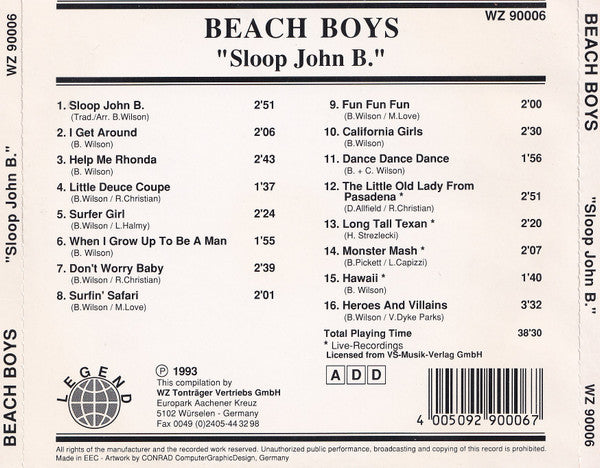 WZ 90006
"Sloop John B."
BEACH BOYS
BEACH BOYS
WZ 90006
"Sloop John B."
1. Sloop John B. 2'51
(Trad./Arr. B.Wilson)
2. I Get Around 2'06
(B. Wilson)
3. Help Me Rhonda 2'43
(B. Wilson)
4. Little Deuce Coupe 1'37
(B.Wilson / R.Christian)
5. Surfer Girl 2'24
(B.Wilson / L.Halmy)
6. When I Grow Up To Be A Man 1'55
(B. Wilson)
7. Don't Worry Baby 2'39
(B.Wilson / R.Christian)
8. Surfin' Safari 2'01
(B.Wilson / M.Love)
9. Fun Fun Fun 2'00
(B.Wilson / M.Love)
10. California Girls 2'30
(B.Wilson)
11. Dance Dance Dance 1'56
(B. + C. Wilson)
12. The Little Old Lady From
Pasadena * 2'51
(D.Allfield / R.Christian)
13. Long Tall Texan * 2'20
(H. Strezlecki)
14. Monster Mash * 2'07
(B.Pickett / L.Capizzi)
15. Hawaii * 1'40
(B. Wilson)
16. Heroes And Villains 3'32
(B.Wilson / V.Dyke Parks)
Total Playing Time 38'30
* Live-Recordings
Licensed from VS-Musik-Verlag GmbH
LEGEND
Ⓟ 1993
This compilation by
WZ Tonträger Vertriebs GmbH
Europark Aachener Kreuz
5102 Würselen - Germany
Fax 0049 (0)2405-44 32 98
A D D
4 005092 900067
All rights of the manufacturer and the recorded work reserved. Unauthorized public performance, broadcasting and copying of this record is prohibited.
Made in EEC - Artwork by CONRAD ComputerGraphicDesign, Germany
BEACH BOYS
"Sloop John B."
WZ 90006